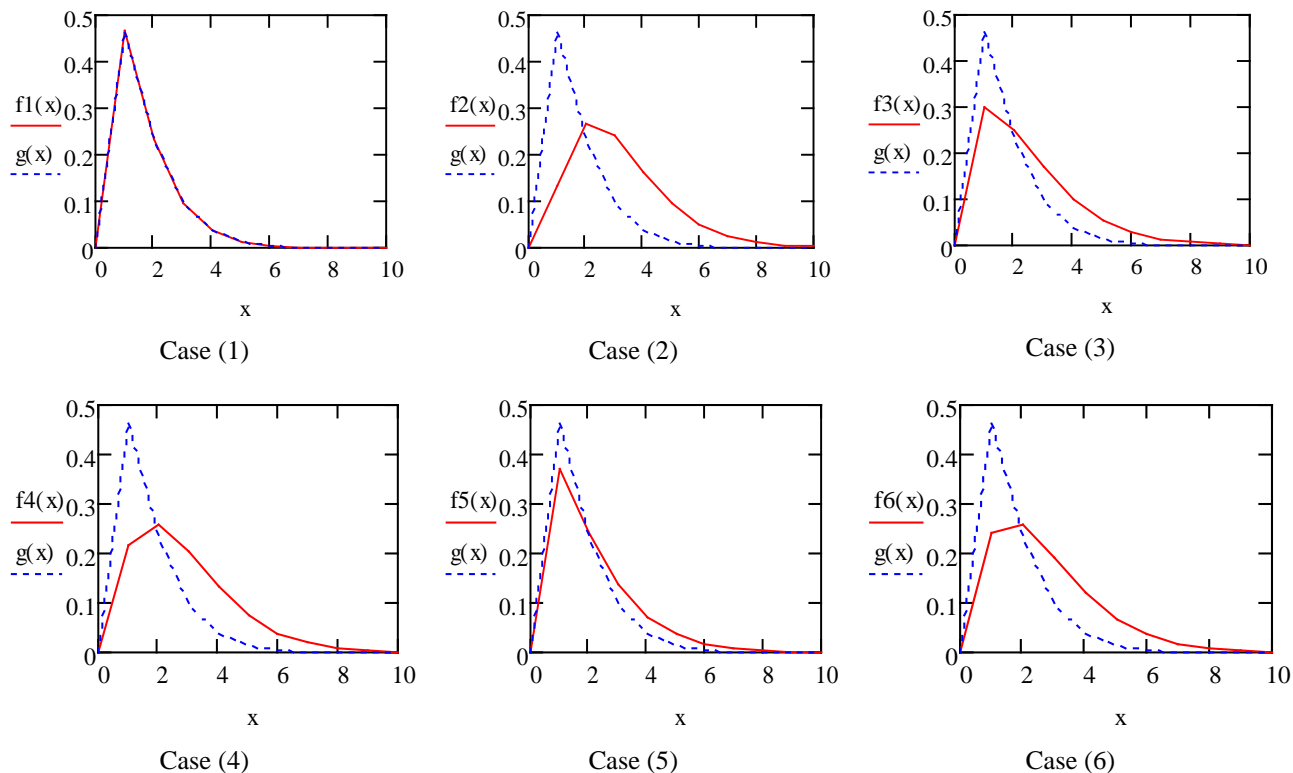 0.5
0.4
0.3
0.2
0.1
0
f1(x)
g(x)
0 2 4 6 8 10
x
Case (1)
0.5
0.4
0.3
0.2
0.1
0
f2(x)
g(x)
0 2 4 6 8 10
x
Case (2)
0.5
0.4
0.3
0.2
0.1
0
f3(x)
g(x)
0 2 4 6 8 10
x
Case (3)
0.5
0.4
0.3
0.2
0.1
0
f4(x)
g(x)
0 2 4 6 8 10
x
Case (4)
0.5
0.4
0.3
0.2
0.1
0
f5(x)
g(x)
0 2 4 6 8 10
x
Case (5)
0.5
0.4
0.3
0.2
0.1
0
f6(x)
g(x)
0 2 4 6 8 10
x
Case (6)